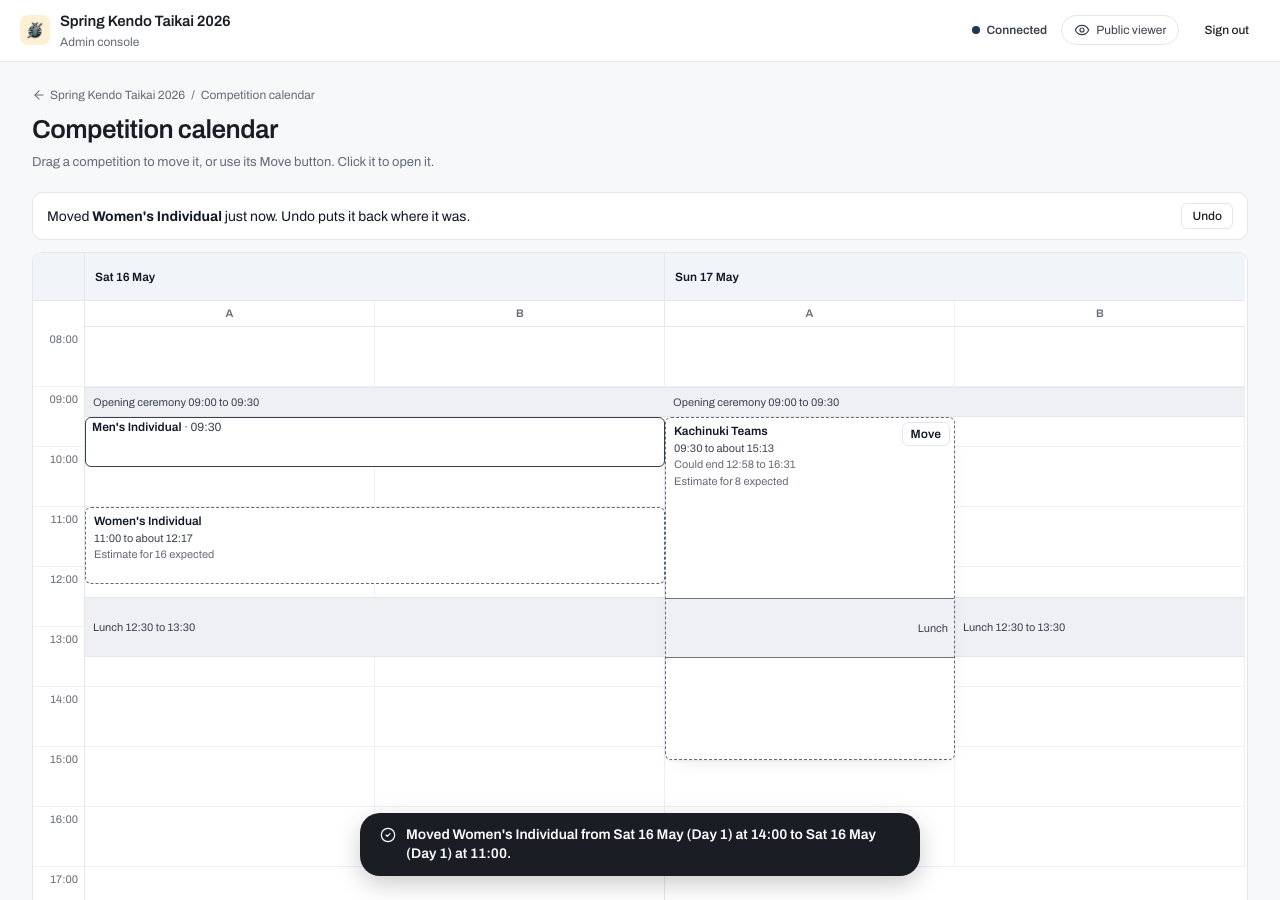 Spring Kendo Taikai 2026
Admin console
Connected
Public viewer
Sign out
Spring Kendo Taikai 2026 / Competition calendar
Competition calendar
Drag a competition to move it, or use its Move button. Click it to open it.
Moved Women's Individual just now. Undo puts it back where it was.
Undo
Sat 16 May
Sun 17 May
A
B
A
B
08:00
09:00
Opening ceremony 09:00 to 09:30
Opening ceremony 09:00 to 09:30
Men's Individual · 09:30
Kachinuki Teams
Move
09:30 to about 15:13
Could end 12:58 to 16:31
Estimate for 8 expected
10:00
11:00
Women's Individual
11:00 to about 12:17
Estimate for 16 expected
12:00
Lunch 12:30 to 13:30
Lunch
Lunch 12:30 to 13:30
13:00
14:00
15:00
16:00
Moved Women's Individual from Sat 16 May (Day 1) at 14:00 to Sat 16 May
(Day 1) at 11:00.
17:00